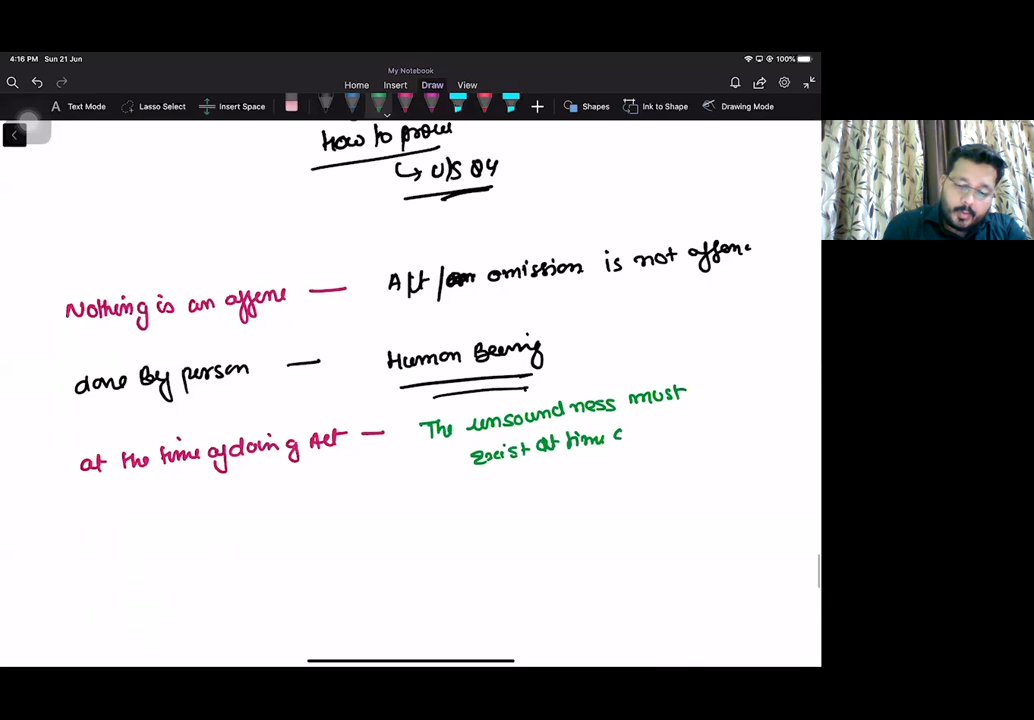 4:16 PM Sun 21 Jun
100%
My Notebook
Home Insert Draw View
Text Mode Lasso Select Insert Space Shapes Ink to Shape Drawing Mode
How to prove
↳ U/S 84
Nothing is an offence — Act / omission is not offence
done By person — Human Beeing
at the time of doing Act — The unsoundness must
Exist at time